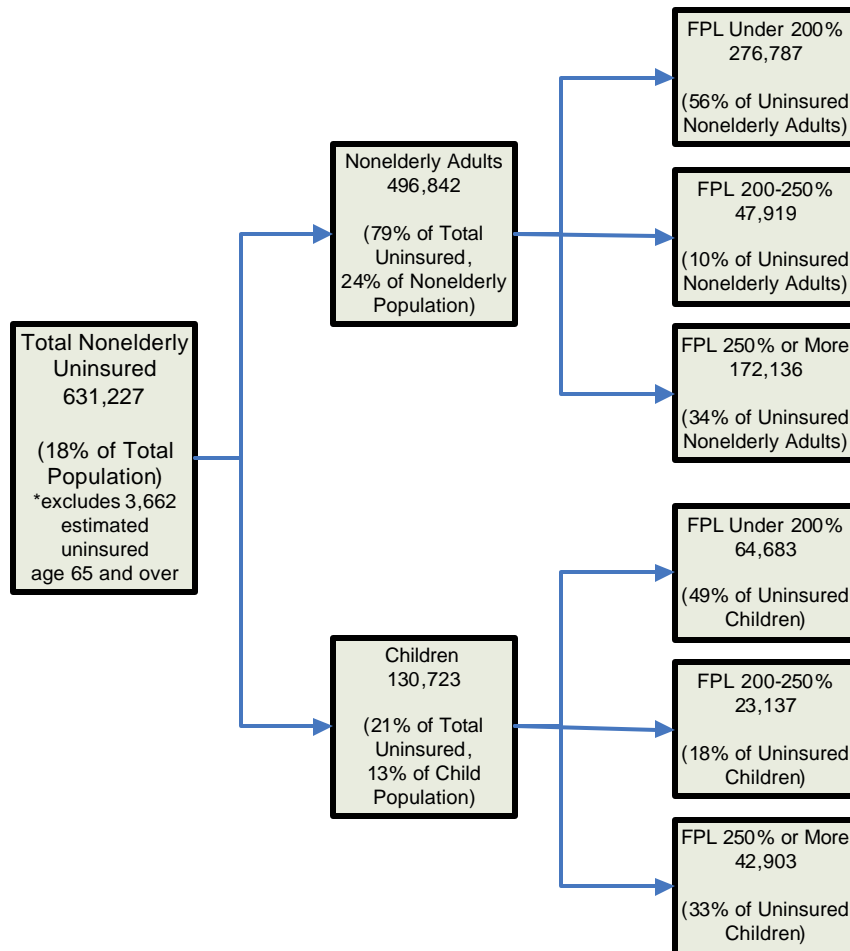 Total Nonelderly
Uninsured
631,227
(18% of Total
Population)
*excludes 3,662
estimated
uninsured
age 65 and over
Nonelderly Adults
496,842
(79% of Total
Uninsured,
24% of Nonelderly
Population)
FPL Under 200%
276,787
(56% of Uninsured
Nonelderly Adults)
FPL 200-250%
47,919
(10% of Uninsured
Nonelderly Adults)
FPL 250% or More
172,136
(34% of Uninsured
Nonelderly Adults)
Children
130,723
(21% of Total
Uninsured,
13% of Child
Population)
FPL Under 200%
64,683
(49% of Uninsured
Children)
FPL 200-250%
23,137
(18% of Uninsured
Children)
FPL 250% or More
42,903
(33% of Uninsured
Children)